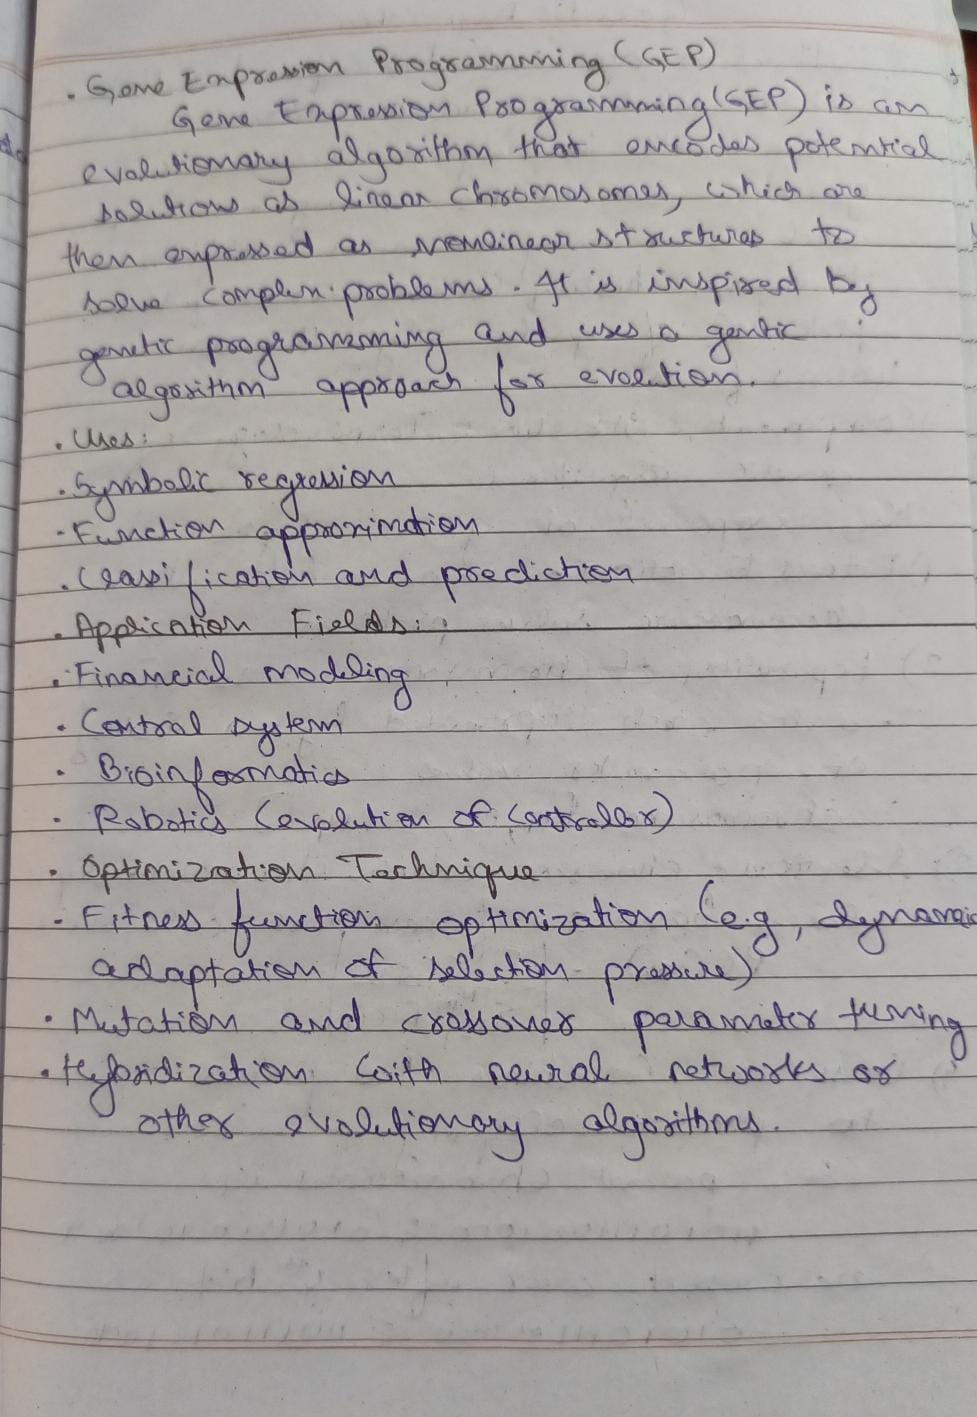 . Gene Expression Programming (GEP)
Gene Expression Programming (GEP) is an
evolutionary algorithm that encodes potential
solutions as linear chromosomes, which are
then expressed as nonlinear structures to
solve complex problems. It is inspired by
genetic programming and uses a gentic
algorithm approach for evolution.
. Uses:
. Symbolic regression
- Function approximation
. Classification and prediction
. Application Fields:
. Financial modeling
. Control system
. Bioinformatics
. Robotics (evolution of controller)
. Optimization Technique
- Fitness function optimization (e.g, dynamic
adaptation of selection pressure)
. Mutation and crossover parameter tuning
. Hybridization with neural networks or
other evolutionary algorithms.